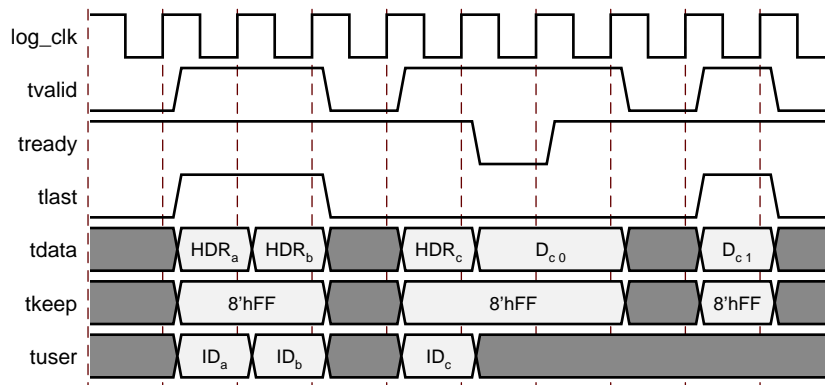 log_clk
tvalid
tready
tlast
tdata HDRa HDRb HDRc Dc 0 Dc 1
tkeep 8’hFF 8’hFF 8’hFF
tuser IDa IDb IDc